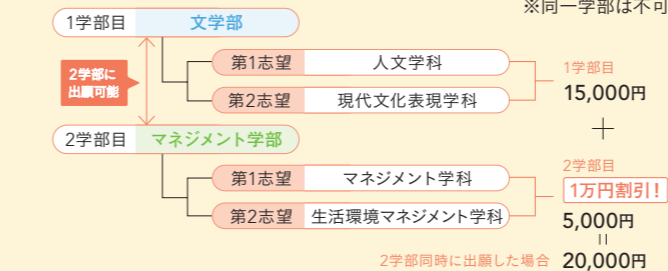 ※同一学部は不可
1学部目 文学部
第1志望 人文学科
第2志望 現代文化表現学科
1学部目
15,000円
2学部に
出願可能
+
2学部目 マネジメント学部
第1志望 マネジメント学科
第2志望 生活環境マネジメント学科
2学部目
1万円割引!
5,000円
=
2学部同時に出願した場合 20,000円